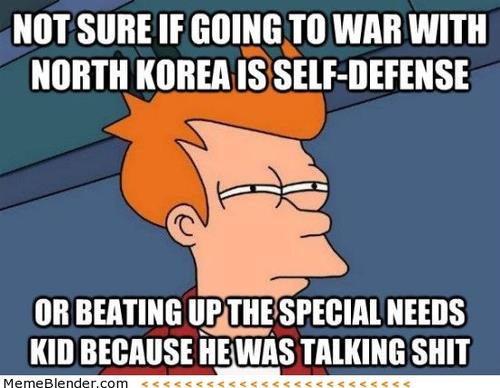 NOT SURE IF GOING TO WAR WITH
NORTH KOREA IS SELF-DEFENSE
OR BEATING UP THE SPECIAL NEEDS
KID BECAUSE HE WAS TALKING SHIT
MemeBlender.com < < < < < < < < < < < < < < < < < < < < < < < < <